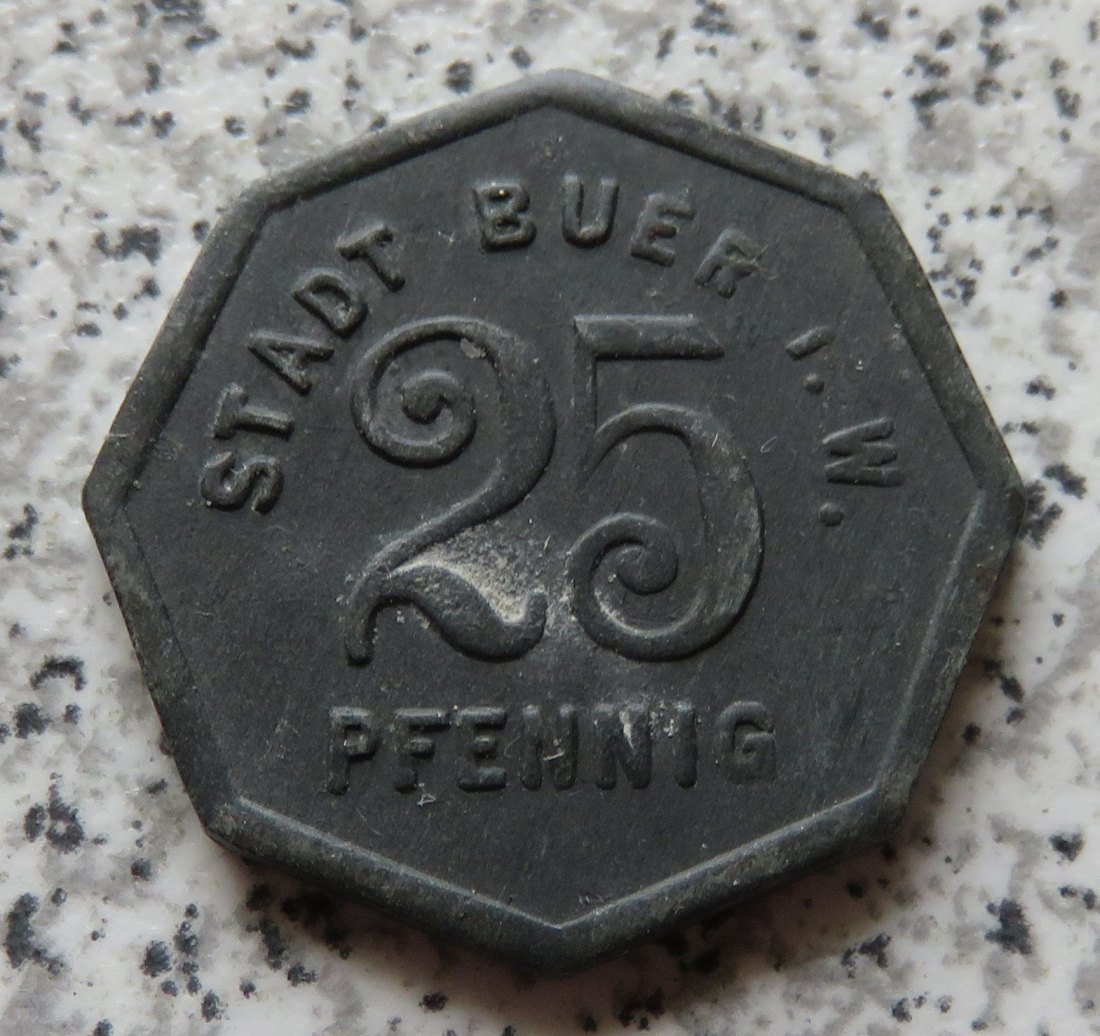 STADT BUER I. W.
25
PFENNIG